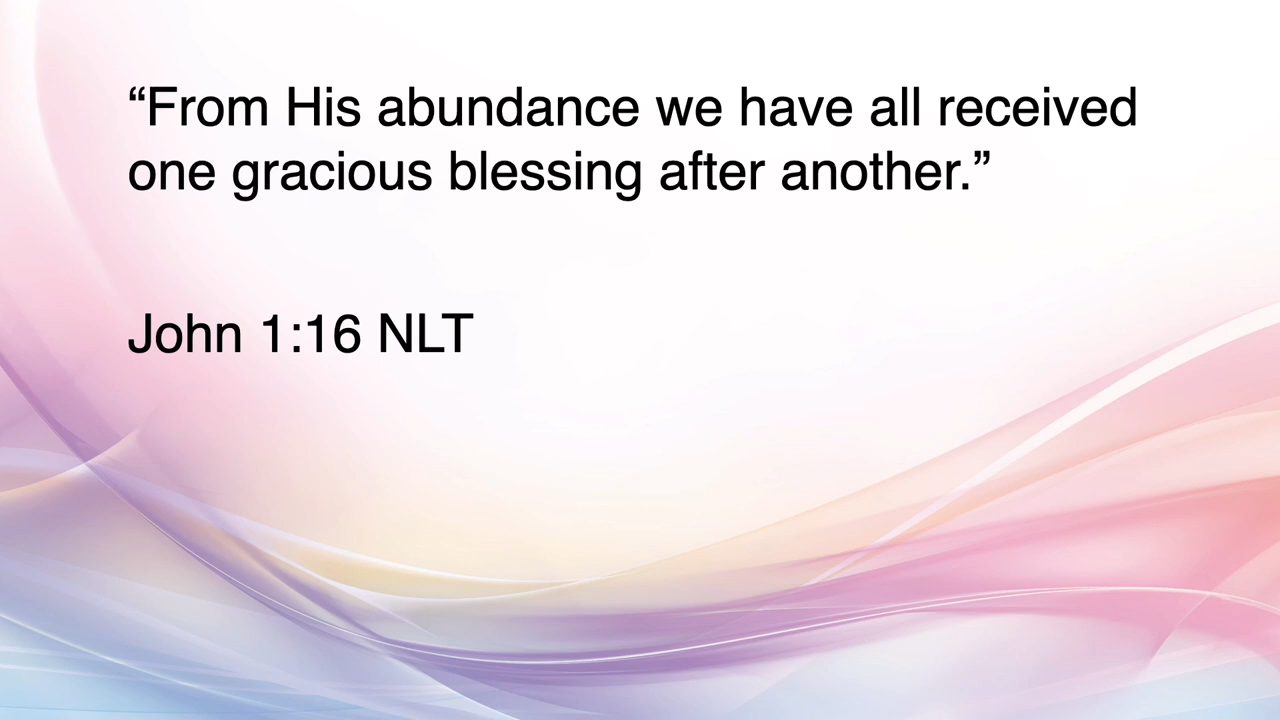 “From His abundance we have all received
one gracious blessing after another.”
John 1:16 NLT